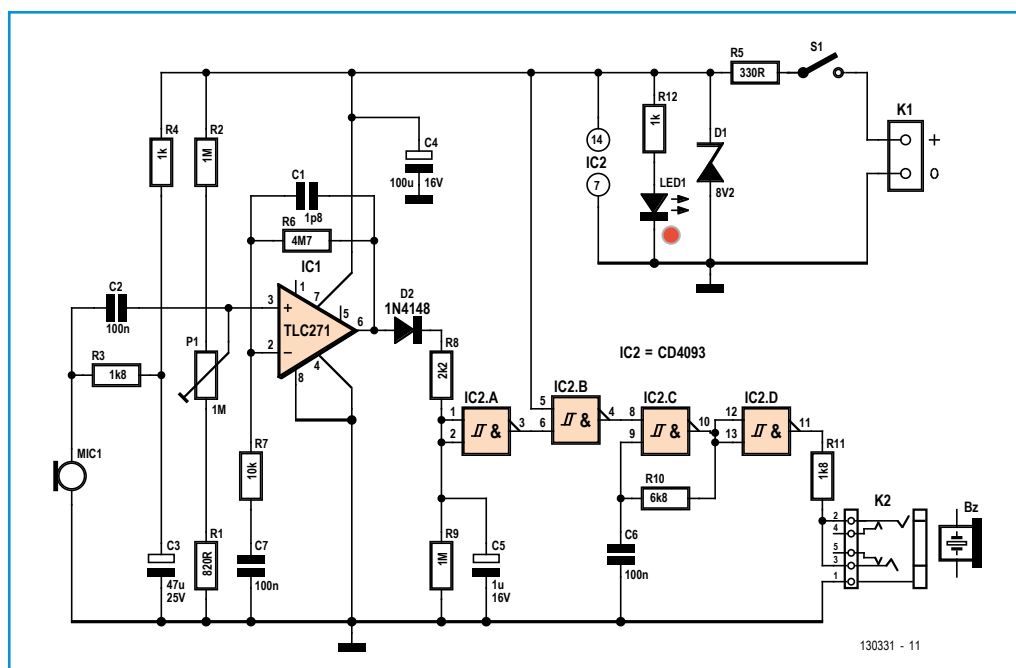 S1
R5
330R
K1
+
0
R4
1k
R2
1M
R12
1k
14
IC2
7
D1
8V2
LED1
C4
100u
16V
C1
1p8
R6
4M7
IC1
C2
100n
3
+
1
7
5
TLC271
6
2
−
8
4
D2
1N4148
R3
1k8
P1
1M
R8
2k2
IC2 = CD4093
IC2.A
1
2
&
3
IC2.B
5
6
&
4
IC2.C
8
9
&
10
IC2.D
12
13
&
11
R11
1k8
R10
6k8
MIC1
R7
10k
K2
Bz
2
4
5
3
1
C3
47u
25V
R1
820R
C7
100n
R9
1M
C5
1u
16V
C6
100n
130331 - 11